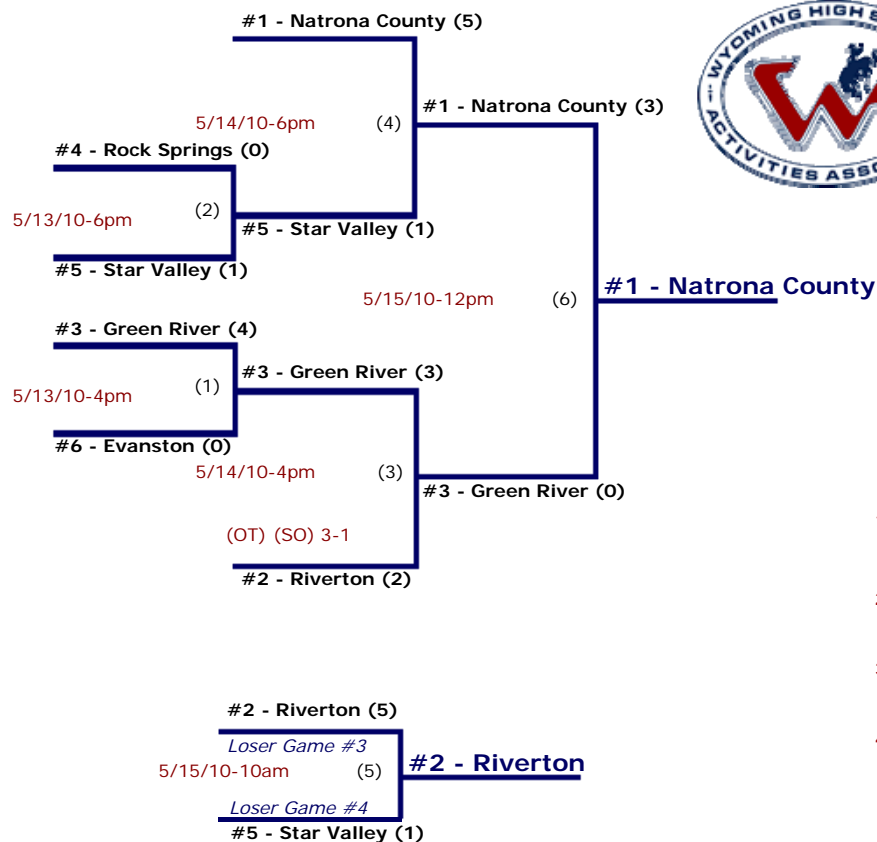 #1 - Natrona County (5)
WYOMING HIGH S
ACTIVITIES ASSO
5/14/10-6pm (4)
#1 - Natrona County (3)
#4 - Rock Springs (0)
5/13/10-6pm (2)
#5 - Star Valley (1)
#5 - Star Valley (1)
5/15/10-12pm (6)
#1 - Natrona County
#3 - Green River (4)
5/13/10-4pm (1)
#3 - Green River (3)
#6 - Evanston (0)
5/14/10-4pm (3)
#3 - Green River (0)
(OT) (SO) 3-1
#2 - Riverton (2)
#2 - Riverton (5)
Loser Game #3
5/15/10-10am (5)
#2 - Riverton
Loser Game #4
#5 - Star Valley (1)